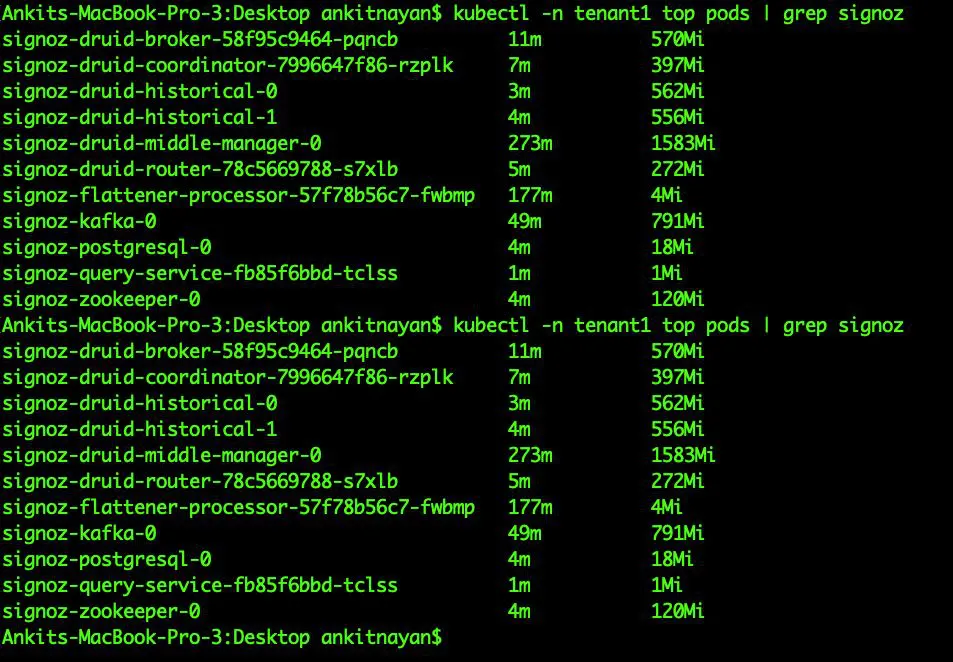 Ankits-MacBook-Pro-3:Desktop ankitnayan$ kubectl -n tenant1 top pods | grep signoz
signoz-druid-broker-58f95c9464-pqncb 11m 570Mi
signoz-druid-coordinator-7996647f86-rzplk 7m 397Mi
signoz-druid-historical-0 3m 562Mi
signoz-druid-historical-1 4m 556Mi
signoz-druid-middle-manager-0 273m 1583Mi
signoz-druid-router-78c5669788-s7xlb 5m 272Mi
signoz-flattener-processor-57f78b56c7-fwbmp 177m 4Mi
signoz-kafka-0 49m 791Mi
signoz-postgresql-0 4m 18Mi
signoz-query-service-fb85f6bbd-tclss 1m 1Mi
signoz-zookeeper-0 4m 120Mi
Ankits-MacBook-Pro-3:Desktop ankitnayan$ kubectl -n tenant1 top pods | grep signoz
signoz-druid-broker-58f95c9464-pqncb 11m 570Mi
signoz-druid-coordinator-7996647f86-rzplk 7m 397Mi
signoz-druid-historical-0 3m 562Mi
signoz-druid-historical-1 4m 556Mi
signoz-druid-middle-manager-0 273m 1583Mi
signoz-druid-router-78c5669788-s7xlb 5m 272Mi
signoz-flattener-processor-57f78b56c7-fwbmp 177m 4Mi
signoz-kafka-0 49m 791Mi
signoz-postgresql-0 4m 18Mi
signoz-query-service-fb85f6bbd-tclss 1m 1Mi
signoz-zookeeper-0 4m 120Mi
Ankits-MacBook-Pro-3:Desktop ankitnayan$